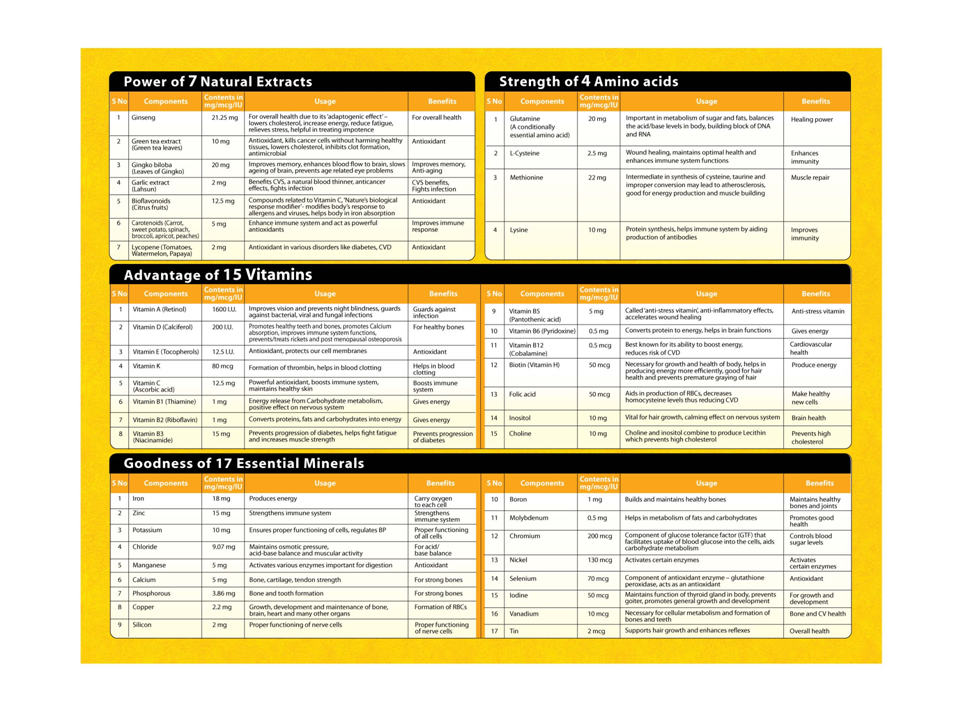 Power of 7 Natural Extracts
S No Components Contents in mg/mcg/IU Usage Benefits
1 Ginseng 21.25 mg For overall health due to its 'adaptogenic effect' – For overall health
lowers cholesterol, increase energy, reduce fatigue,
relieves stress, helpful in treating impotence
2 Green tea extract 10 mg Antioxidant, kills cancer cells without harming healthy Antioxidant
(Green tea leaves) tissues, lowers cholesterol, inhibits clot formation,
antimicrobial
3 Gingko biloba 20 mg Improves memory, enhances blood flow to brain, slows Improves memory,
(Leaves of Gingko) ageing of brain, prevents age related eye problems Anti-aging
4 Garlic extract 2 mg Benefits CVS, a natural blood thinner, anticancer CVS benefits,
(Lahsun) effects, fights infection Fights infection
5 Bioflavonoids 12.5 mg Compounds related to Vitamin C, 'Nature's biological Antioxidant
(Citrus fruits) response modifier'- modifies body's response to
allergens and viruses, helps body in iron absorption
6 Carotenoids (Carrot, 5 mg Enhance immune system and act as powerful Improves immune
sweet potato, spinach, antioxidants response
broccoli, apricot, peaches)
7 Lycopene (Tomatoes, 2 mg Antioxidant in various disorders like diabetes, CVD Antioxidant
Watermelon, Papaya)
Strength of 4 Amino acids
S No Components Contents in mg/mcg/IU Usage Benefits
1 Glutamine 20 mg Important in metabolism of sugar and fats, balances Healing power
(A conditionally the acid/base levels in body, building block of DNA
essential amino acid) and RNA
2 L-Cysteine 2.5 mg Wound healing, maintains optimal health and Enhances
enhances immune system functions immunity
3 Methionine 22 mg Intermediate in biosynthesis of cysteine, taurine and Muscle repair
improper conversion may lead to atherosclerosis,
good for energy production and muscle building
4 Lysine 10 mg Protein synthesis, helps immune system by aiding Improves
production of antibodies immunity
Advantage of 15 Vitamins
S No Components Contents in mg/mcg/IU Usage Benefits
1 Vitamin A (Retinol) 1600 I.U. Improves vision and prevents night blindness, guards Guards against
against bacterial, viral and fungal infections infection
2 Vitamin D (Calciferol) 200 I.U. Promotes healthy teeth and bones, promotes Calcium For healthy bones
absorption, improves immune system functions,
prevents/treats rickets and post menopausal osteoporosis
3 Vitamin E (Tocopherols) 12.5 I.U. Antioxidant, protects our cell membranes Antioxidant
4 Vitamin K 80 mcg Formation of thrombin, helps in blood clotting Helps in blood
clotting
5 Vitamin C 12.5 mg Powerful antioxidant, boosts immune system, Boosts immune
(Ascorbic acid) maintains healthy skin system
6 Vitamin B1 (Thiamine) 1 mg Energy release from Carbohydrate metabolism, Gives energy
positive effect on nervous system
7 Vitamin B2 (Riboflavin) 1 mg Converts proteins, fats and carbohydrates into energy Gives energy
8 Vitamin B3 15 mg Prevents progression of diabetes, helps fight fatigue Prevents progression
(Niacinamide) and increases muscle strength of diabetes
S No Components Contents in mg/mcg/IU Usage Benefits
9 Vitamin B5 5 mg Called 'anti-stress vitamin', anti-inflammatory effects, Anti-stress vitamin
(Pantothenic acid) accelerates wound healing
10 Vitamin B6 (Pyridoxine) 0.5 mg Converts protein to energy, helps in brain functions Gives energy
11 Vitamin B12 0.5 mcg Best known for its ability to boost energy, Cardiovascular
(Cobalamine) reduces risk of CVD health
12 Biotin (Vitamin H) 50 mcg Necessary for growth and health of body, helps in Produce energy
producing energy more efficiently, good for hair
health and prevents premature graying of hair
13 Folic acid 50 mcg Aids in production of RBCs, decreases Make healthy
homocysteine levels thus reducing CVD new cells
14 Inositol 10 mg Vital for hair growth, calming effect on nervous system Brain health
15 Choline 10 mg Choline and inositol combine to produce Lecithin Prevents high
which prevents high cholesterol cholesterol
Goodness of 17 Essential Minerals
S No Components Contents in mg/mcg/IU Usage Benefits
1 Iron 18 mg Produces energy Carry oxygen
to each cell
2 Zinc 15 mg Strengthens immune system Strengthens
immune system
3 Potassium 10 mg Ensures proper functioning of cells, regulates BP Proper functioning
of all cells
4 Chloride 9.07 mg Maintains osmotic pressure, For acid/
acid-base balance and muscular activity base balance
5 Manganese 5 mg Activates various enzymes important for digestion Antioxidant
6 Calcium 5 mg Bone, cartilage, tendon strength For strong bones
7 Phosphorous 3.86 mg Bone and tooth formation For strong bones
8 Copper 2.2 mg Growth, development and maintenance of bone, Formation of RBCs
brain, heart and many other organs
9 Silicon 2 mg Proper functioning of nerve cells Proper functioning
of nerve cells
S No Components Contents in mg/mcg/IU Usage Benefits
10 Boron 1 mg Builds and maintains healthy bones Maintains healthy
bones and joints
11 Molybdenum 0.5 mg Helps in metabolism of fats and carbohydrates Promotes good
health
12 Chromium 200 mcg Component of glucose tolerance factor (GTF) that Controls blood
facilitates uptake of blood glucose into the cells, aids sugar levels
carbohydrate metabolism
13 Nickel 130 mcg Activates certain enzymes Activates
certain enzymes
14 Selenium 70 mcg Component of antioxidant enzyme – glutathione Antioxidant
peroxidase, acts as an antioxidant
15 Iodine 50 mcg Maintains function of thyroid gland in body, prevents For growth and
goiter, promotes general growth and development development
16 Vanadium 10 mcg Necessary for cellular metabolism and formation of Bone and CV health
bones and teeth
17 Tin 2 mcg Supports hair growth and enhances reflexes Overall health